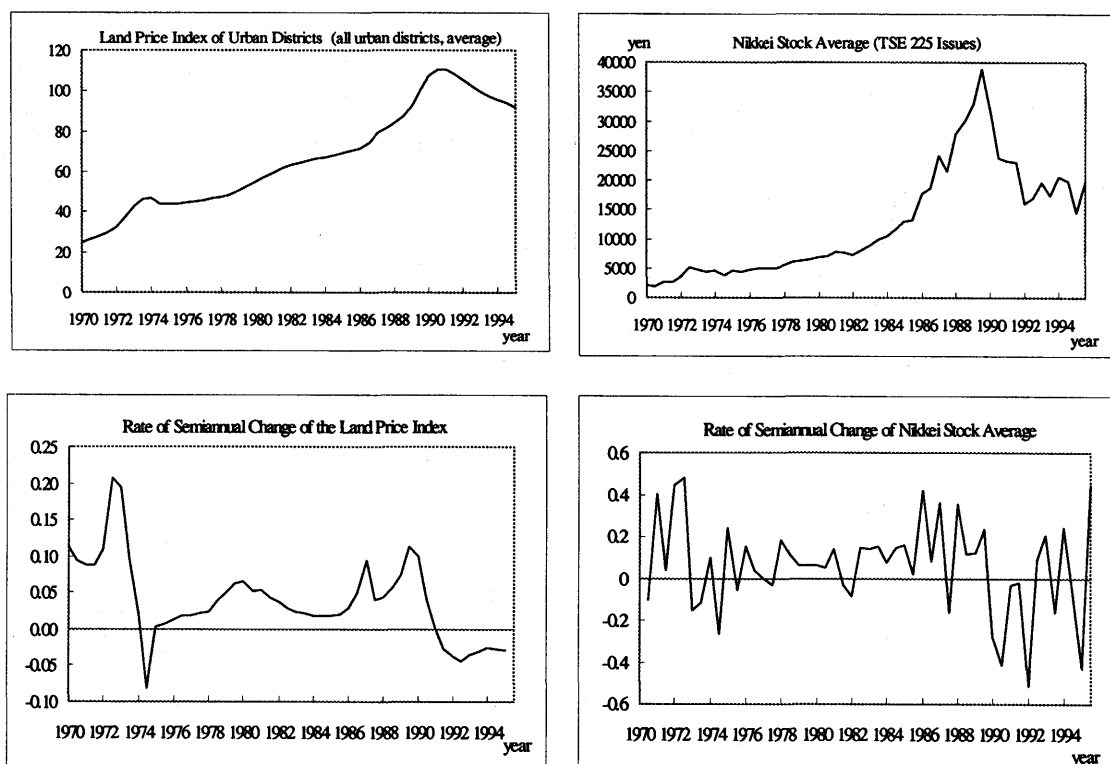 Land Price Index of Urban Districts (all urban districts, average)
120
100
80
60
40
20
0
1970 1972 1974 1976 1978 1980 1982 1984 1986 1988 1990 1992 1994
year
yen
Nikkei Stock Average (TSE 225 Issues)
40000
35000
30000
25000
20000
15000
10000
5000
0
1970 1972 1974 1976 1978 1980 1982 1984 1986 1988 1990 1992 1994
year
Rate of Semiannual Change of the Land Price Index
0.25
0.20
0.15
0.10
0.05
0.00
-0.05
-0.10
1970 1972 1974 1976 1978 1980 1982 1984 1986 1988 1990 1992 1994
year
Rate of Semiannual Change of Nikkei Stock Average
0.6
0.4
0.2
0
-0.2
-0.4
-0.6
1970 1972 1974 1976 1978 1980 1982 1984 1986 1988 1990 1992 1994
year